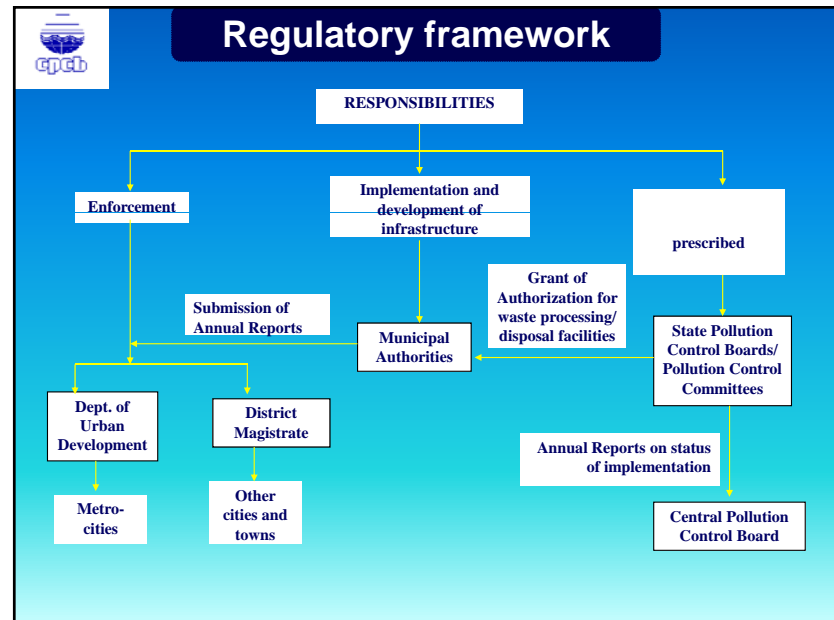 cpcb
Regulatory framework
RESPONSIBILITIES
Enforcement
Implementation and
development of
infrastructure
prescribed
Submission of
Annual Reports
Grant of
Authorization for
waste processing/
disposal facilities
Municipal
Authorities
State Pollution
Control Boards/
Pollution Control
Committees
Dept. of
Urban
Development
District
Magistrate
Annual Reports on status
of implementation
Metro-
cities
Other
cities and
towns
Central Pollution
Control Board